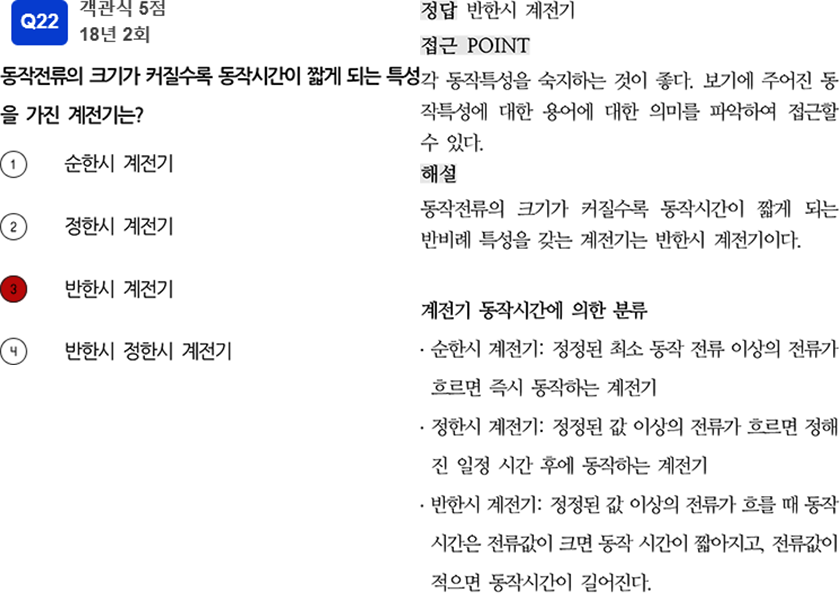 Q22
객관식 5점
18년 2회
동작전류의 크기가 커질수록 동작시간이 짧게 되는 특성
을 가진 계전기는?
1 순한시 계전기
2 정한시 계전기
3 반한시 계전기
4 반한시 정한시 계전기
정답 반한시 계전기
접근 POINT
각 동작특성을 숙지하는 것이 좋다. 보기에 주어진 동
작특성에 대한 용어에 대한 의미를 파악하여 접근할
수 있다.
해설
동작전류의 크기가 커질수록 동작시간이 짧게 되는
반비례 특성을 갖는 계전기는 반한시 계전기이다.
계전기 동작시간에 의한 분류
· 순한시 계전기: 정정된 최소 동작 전류 이상의 전류가
흐르면 즉시 동작하는 계전기
· 정한시 계전기: 정정된 값 이상의 전류가 흐르면 정해
진 일정 시간 후에 동작하는 계전기
· 반한시 계전기: 정정된 값 이상의 전류가 흐를 때 동작
시간은 전류값이 크면 동작 시간이 짧아지고, 전류값이
적으면 동작시간이 길어진다.